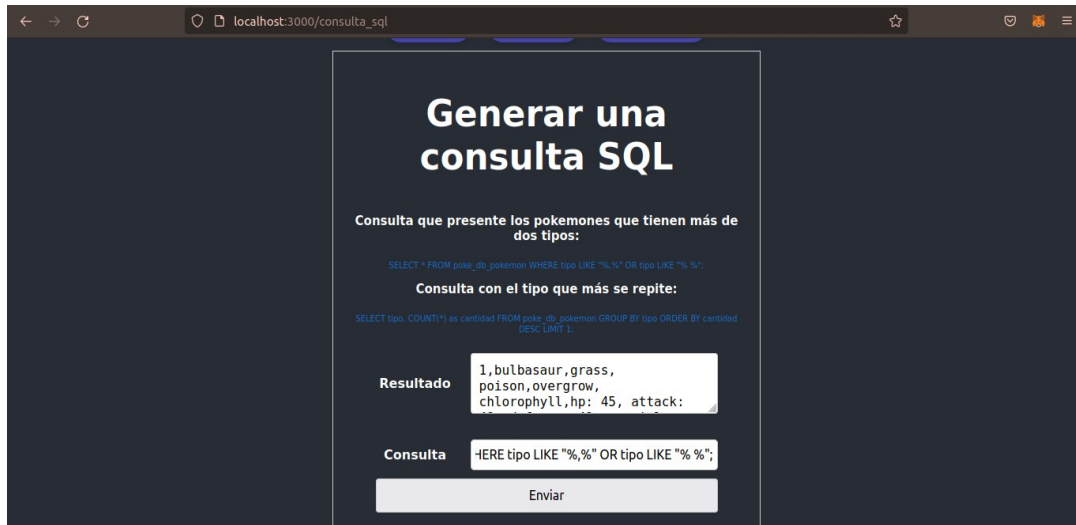 localhost:3000/consulta_sql
Generar una
consulta SQL
Consulta que presente los pokemones que tienen más de
dos tipos:
SELECT * FROM poke_db_pokemon WHERE tipo LIKE "%,%" OR tipo LIKE "% %";
Consulta con el tipo que más se repite:
SELECT tipo, COUNT(*) as cantidad FROM poke_db_pokemon GROUP BY tipo ORDER BY cantidad
DESC LIMIT 1;
Resultado
1,bulbasaur,grass,
poison,overgrow,
chlorophyll,hp: 45, attack:
Consulta
HERE tipo LIKE "%,%" OR tipo LIKE "% %";
Enviar